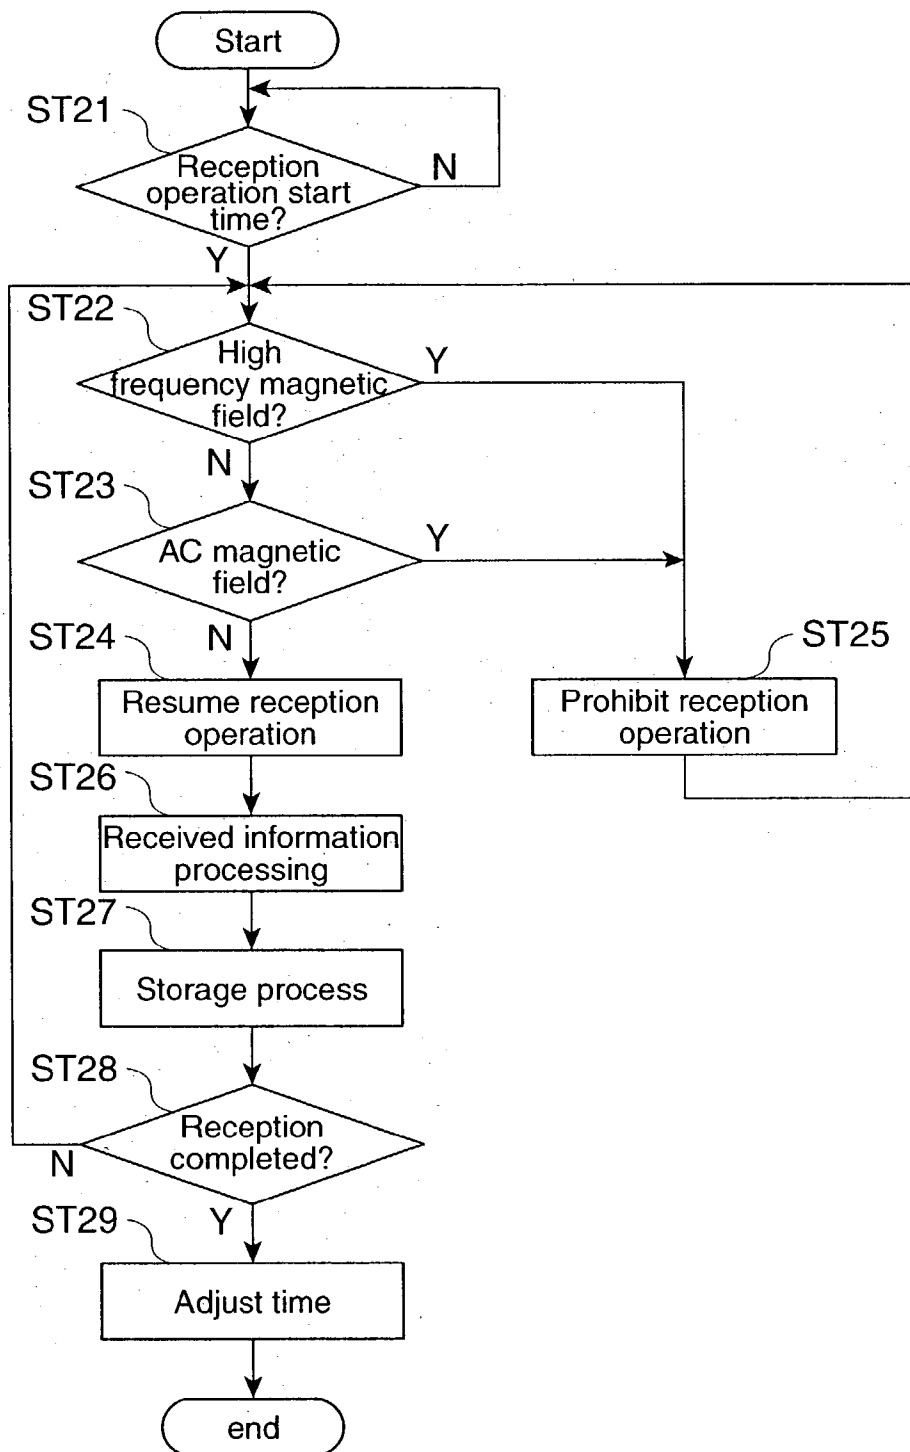 Start
ST21
Reception
operation start
time?
N
Y
ST22
High
frequency magnetic
field?
Y
N
ST23
AC magnetic
field?
Y
N
ST24
Resume reception
operation
ST25
Prohibit reception
operation
ST26
Received information
processing
ST27
Storage process
ST28
Reception
completed?
N
Y
ST29
Adjust time
end